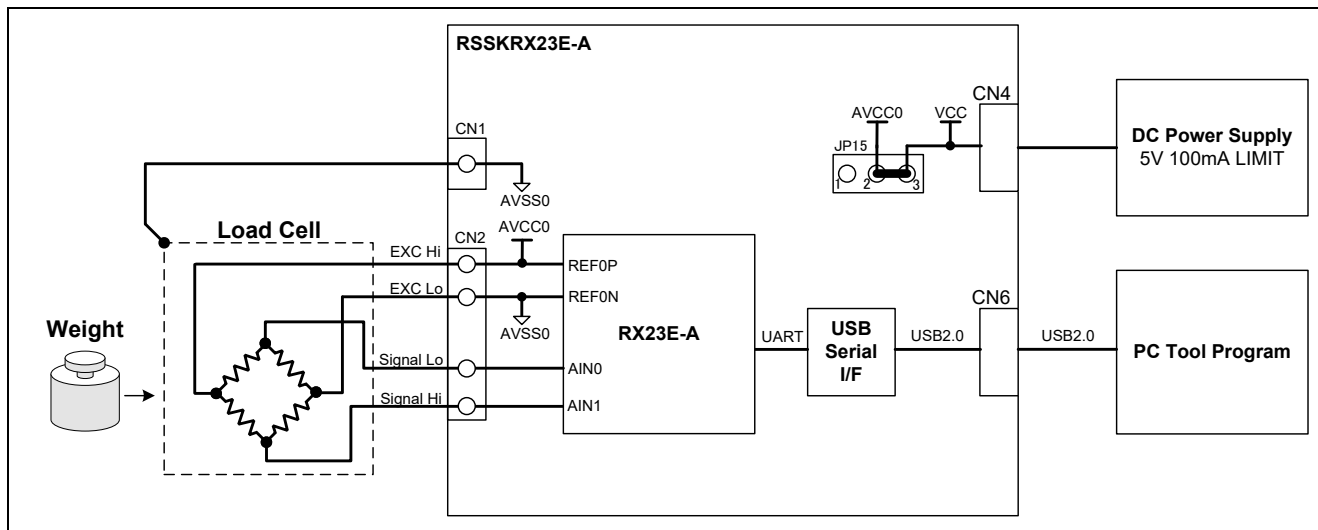 RSSKRX23E-A
CN1
AVSS0
Load Cell
Weight
CN2
AVCC0
EXC Hi
REF0P
EXC Lo
REF0N
AVSS0
Signal Lo
AIN0
Signal Hi
AIN1
RX23E-A
UART
USB
Serial
I/F
USB2.0
AVCC0
VCC
JP15
1
2
3
CN4
DC Power Supply
5V 100mA LIMIT
CN6
USB2.0
PC Tool Program